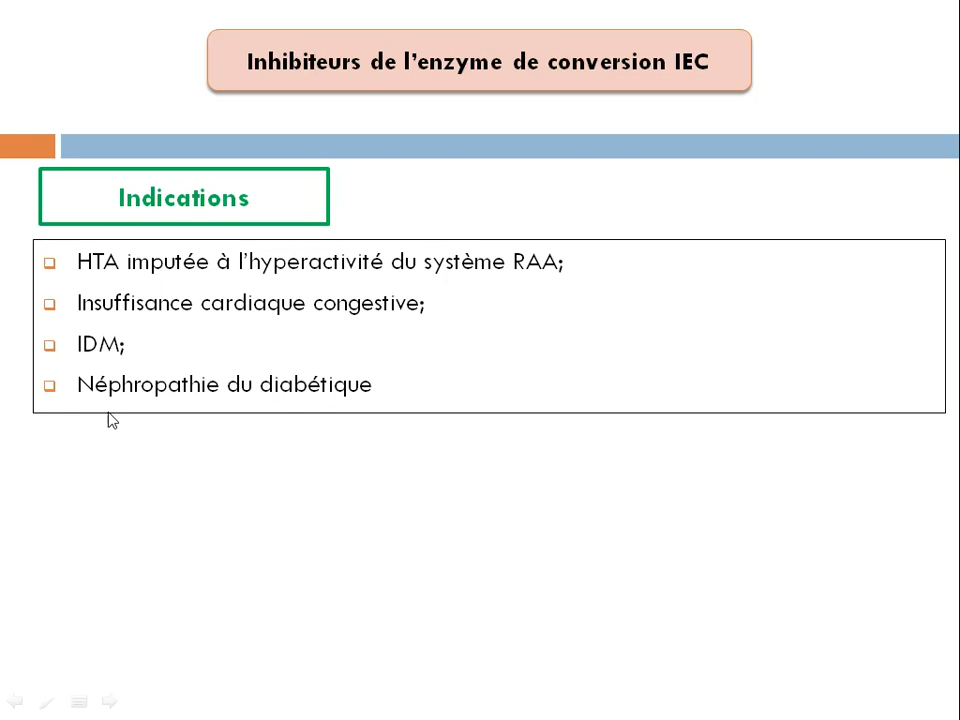 Inhibiteurs de l’enzyme de conversion IEC
Indications
HTA imputée à l’hyperactivité du système RAA;
Insuffisance cardiaque congestive;
IDM;
Néphropathie du diabétique